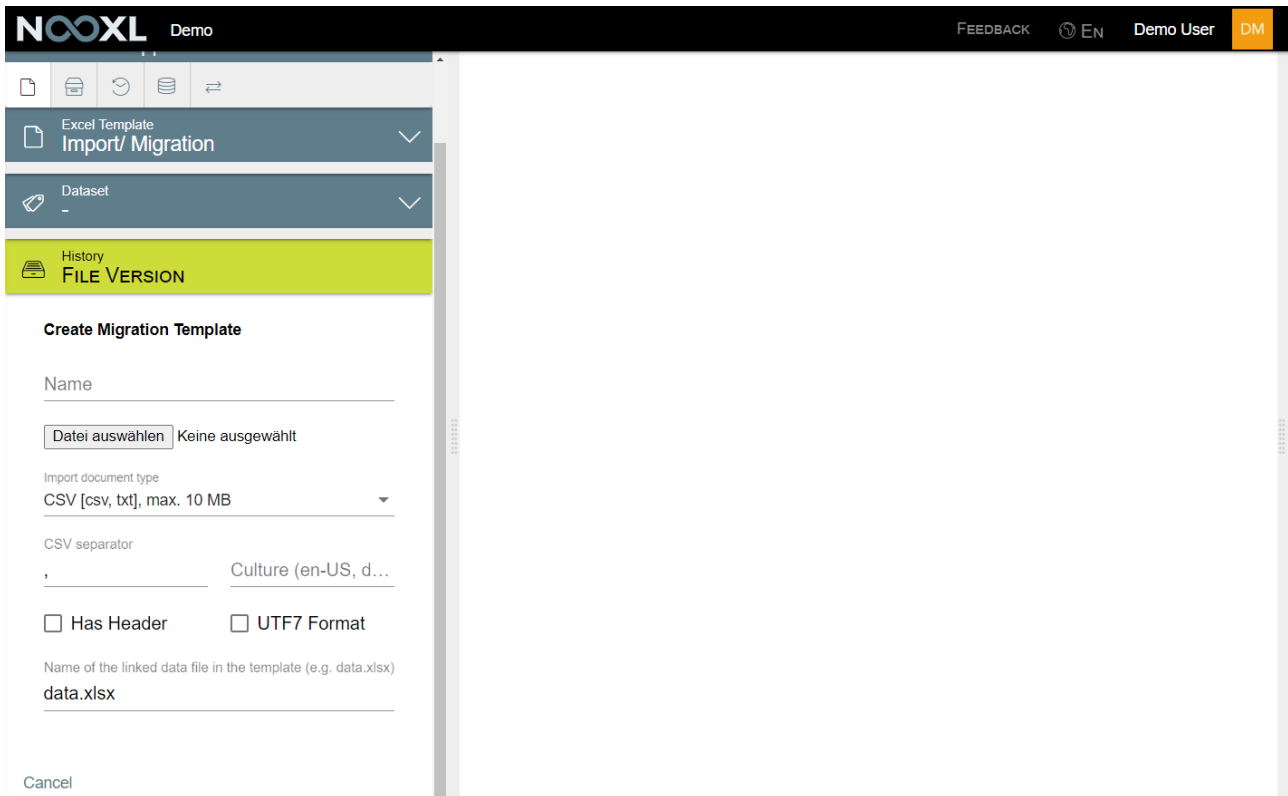 NOOXL Demo FEEDBACK EN Demo User DM
Excel Template
Import/ Migration
Dataset
-
History
FILE VERSION
Create Migration Template
Name
Datei auswählen Keine ausgewählt
Import document type
CSV [csv, txt], max. 10 MB
CSV separator
, Culture (en-US, d...
Has Header UTF7 Format
Name of the linked data file in the template (e.g. data.xlsx)
data.xlsx
Cancel